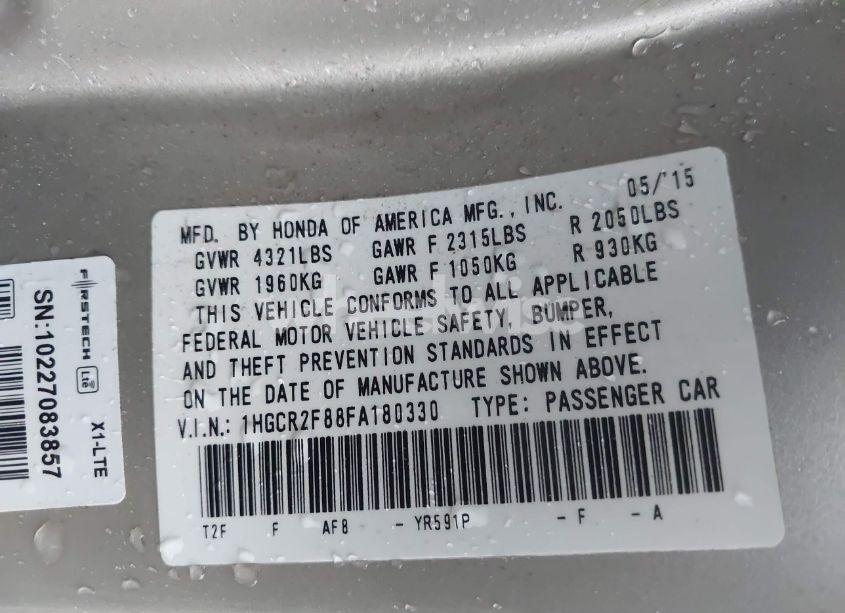 MFD. BY HONDA OF AMERICA MFG., INC. 05/'15
GVWR 4321LBS GAWR F 2315LBS R 2050LBS
GVWR 1960KG GAWR F 1050KG R 930KG
THIS VEHICLE CONFORMS TO ALL APPLICABLE
FEDERAL MOTOR VEHICLE SAFETY, BUMPER,
AND THEFT PREVENTION STANDARDS IN EFFECT
ON THE DATE OF MANUFACTURE SHOWN ABOVE.
V.I.N.: 1HGCR2F88FA180330 TYPE: PASSENGER CAR
T2F F AF8 - YR591P - F - A
FIRSTECH Lte X1-LTE
SN:10227083857